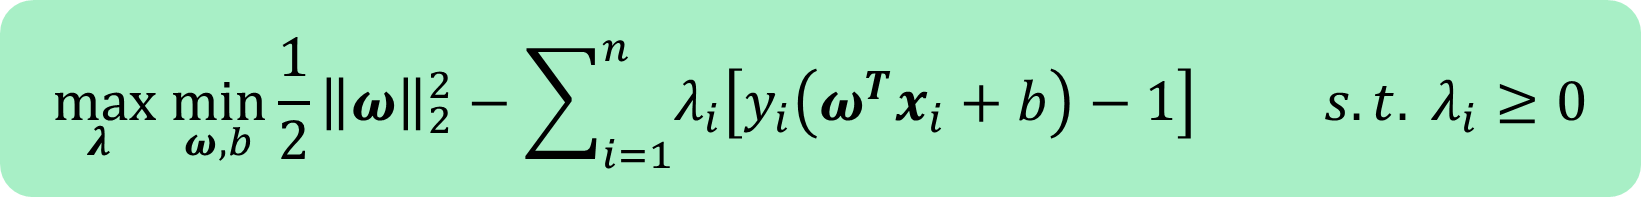 max_λ min_{ω,b} 1/2 ‖ω‖₂² − ∑_{i=1}^{n} λ_i[y_i(ω^T x_i + b) − 1]    s.t. λ_i ≥ 0